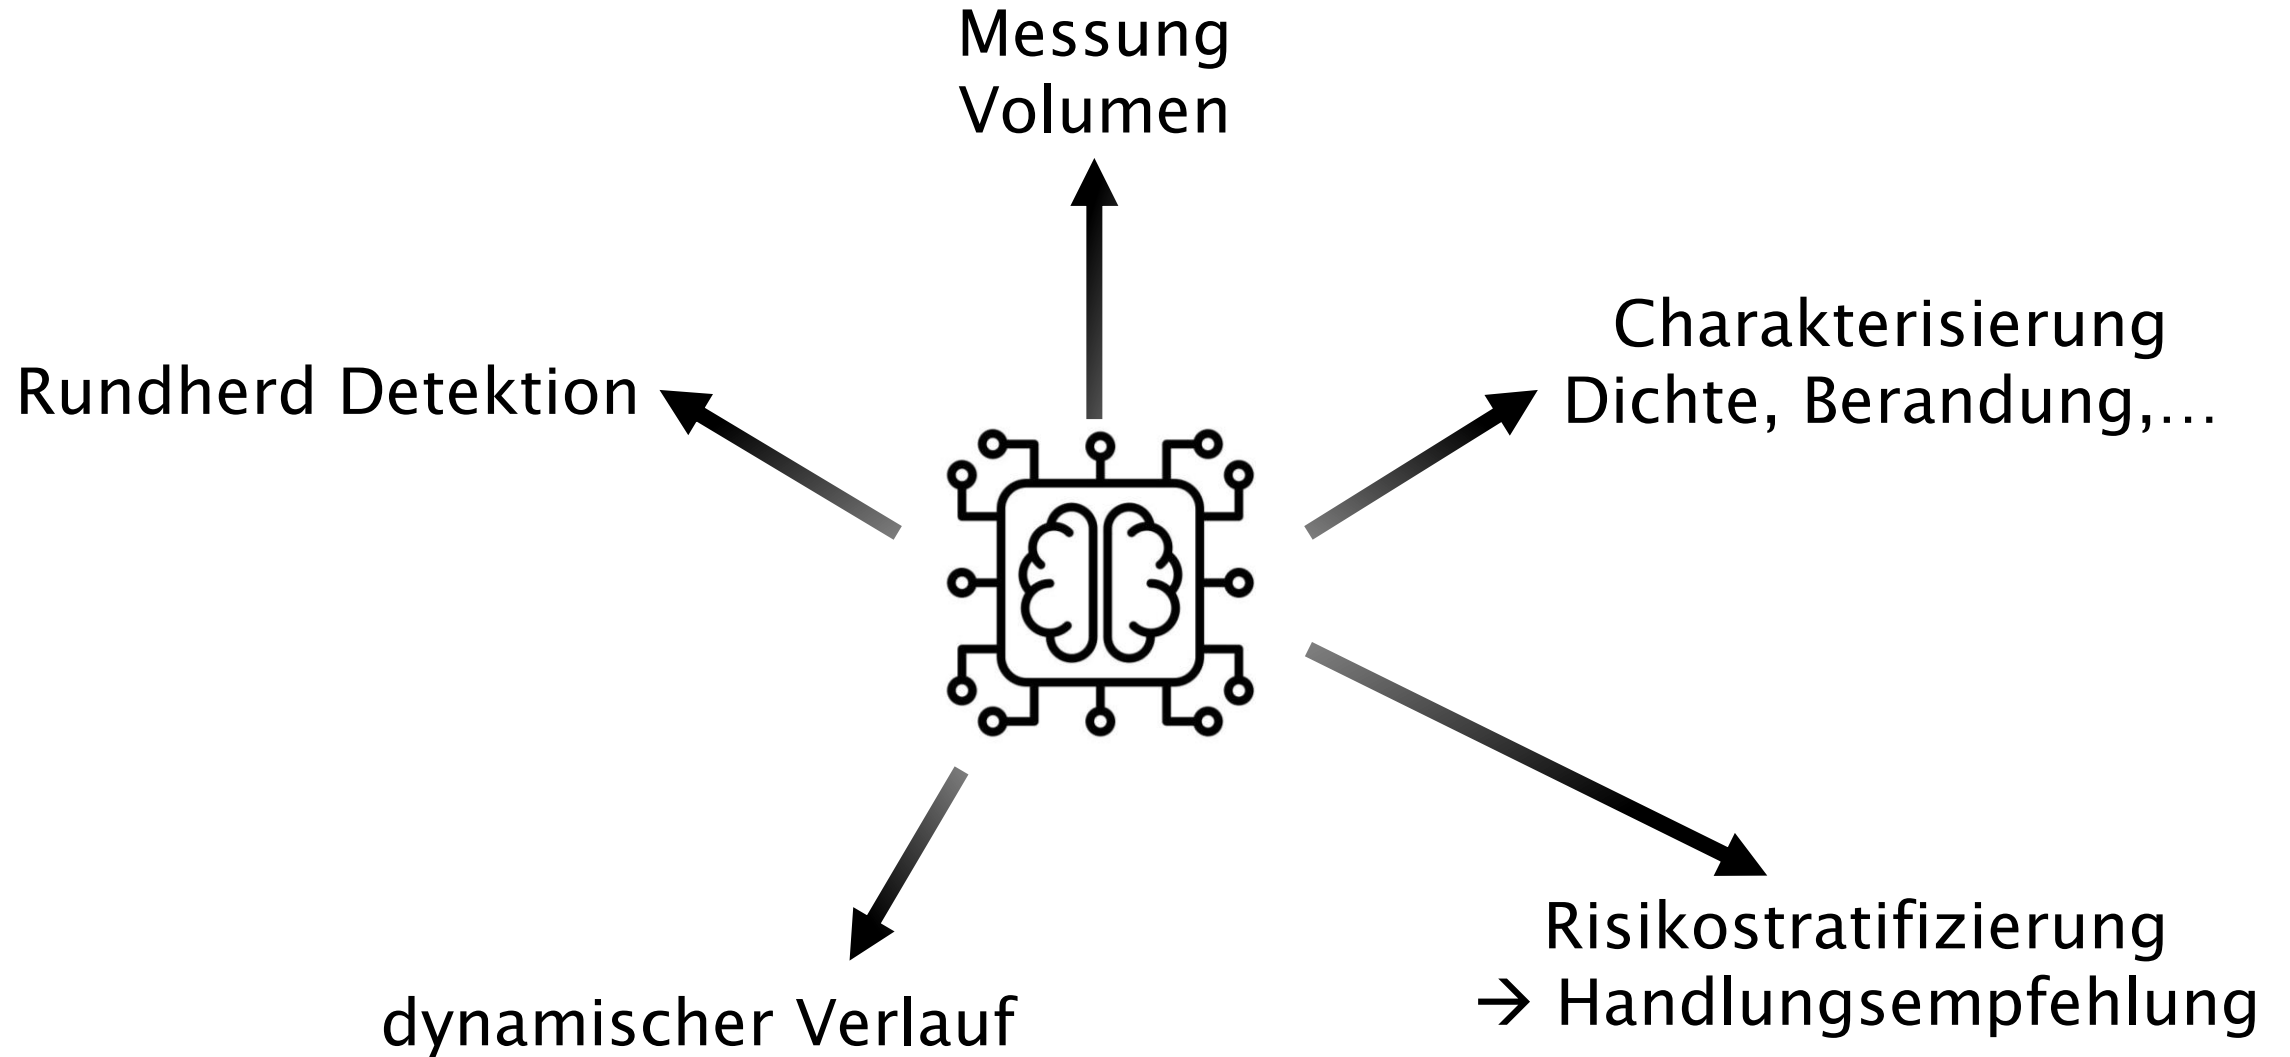 Messung
Volumen
Rundherd Detektion
Charakterisierung
Dichte, Berandung,…
dynamischer Verlauf
Risikostratifizierung
→ Handlungsempfehlung